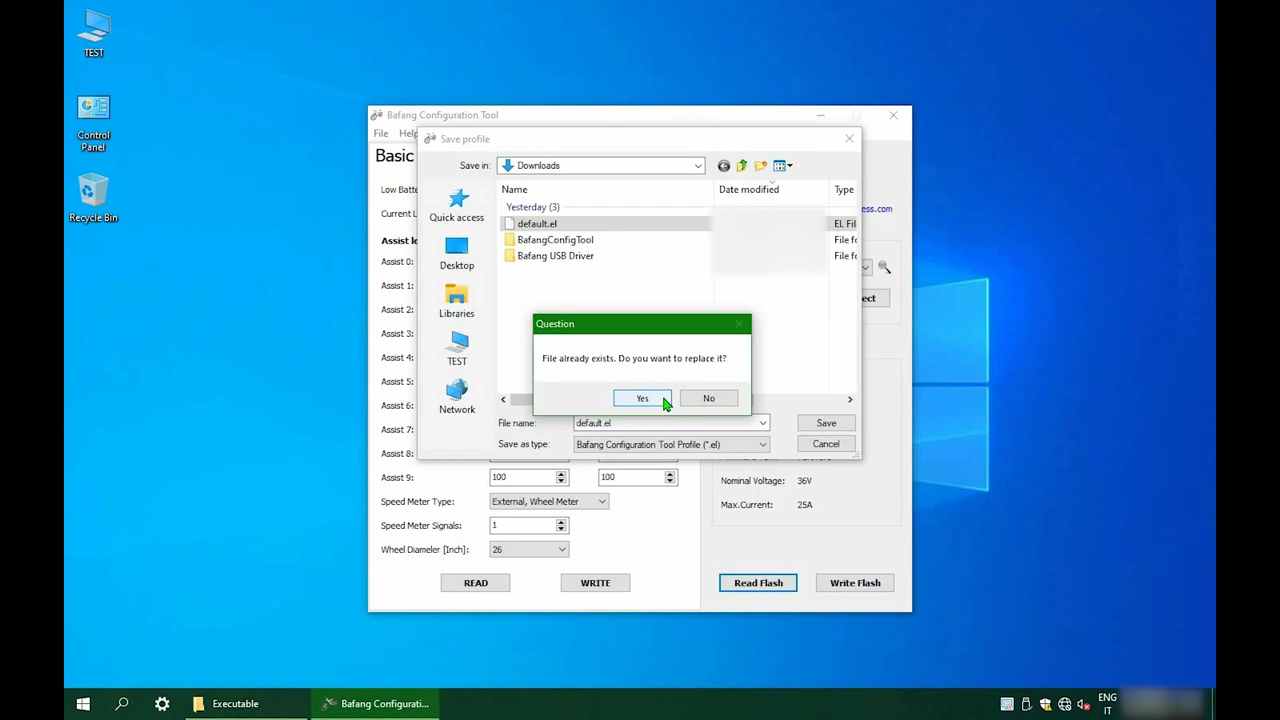 TEST
Control
Panel
Recycle Bin
Bafang Configuration Tool
File
Save profile
Basic
Save in:
Downloads
Name
Date modified
Type
Yesterday (3)
default.el
BafangConfigTool
Bafang USB Driver
Quick access
Desktop
Libraries
TEST
Network
Question
File already exists. Do you want to replace it?
Yes
No
File name:
default.el
Save
Save as type:
Bafang Configuration Tool Profile (*.el)
Cancel
Assist 0:
Assist 1:
Assist 2:
Assist 3:
Assist 4:
Assist 5:
Assist 6:
Assist 7:
Assist 8:
Assist 9:
100
100
Speed Meter Type:
External, Wheel Meter
Speed Meter Signals:
1
Wheel Diameter [Inch]:
26
READ
WRITE
Nominal Voltage:
36V
Max.Current:
25A
Read Flash
Write Flash
Executable
Bafang Configurati...
ENG
IT